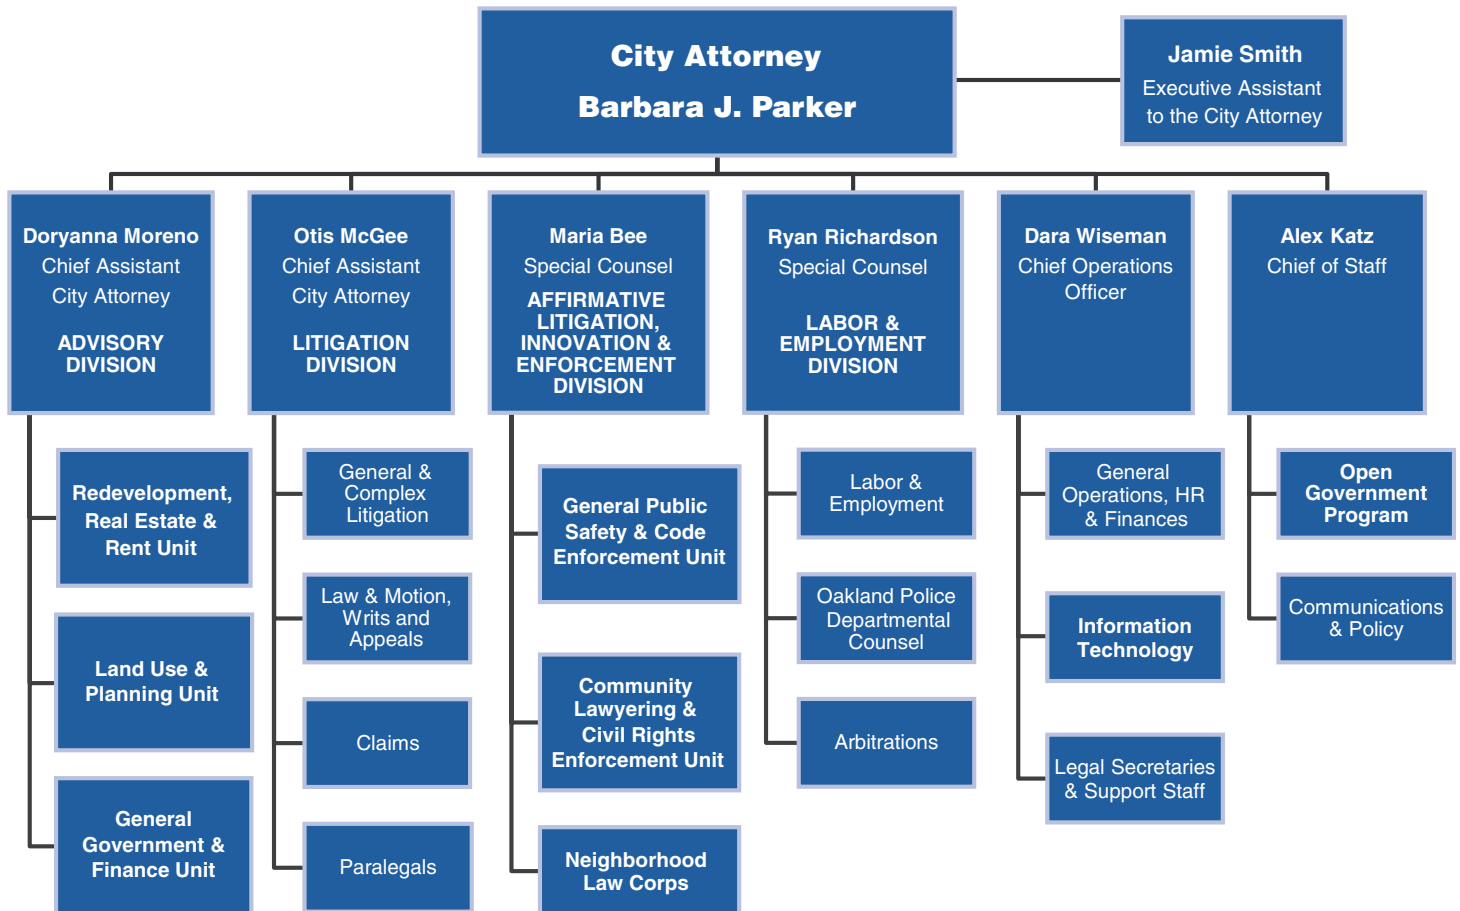 City Attorney
Barbara J. Parker
Jamie Smith
Executive Assistant
to the City Attorney
Doryanna Moreno
Chief Assistant
City Attorney
ADVISORY
DIVISION
Otis McGee
Chief Assistant
City Attorney
LITIGATION
DIVISION
Maria Bee
Special Counsel
AFFIRMATIVE
LITIGATION,
INNOVATION &
ENFORCEMENT
DIVISION
Ryan Richardson
Special Counsel
LABOR &
EMPLOYMENT
DIVISION
Dara Wiseman
Chief Operations
Officer
Alex Katz
Chief of Staff
Redevelopment,
Real Estate &
Rent Unit
Land Use &
Planning Unit
General
Government &
Finance Unit
General &
Complex
Litigation
Law & Motion,
Writs and
Appeals
Claims
Paralegals
General Public
Safety & Code
Enforcement Unit
Community
Lawyering &
Civil Rights
Enforcement Unit
Neighborhood
Law Corps
Labor &
Employment
Oakland Police
Departmental
Counsel
Arbitrations
General
Operations, HR
& Finances
Information
Technology
Legal Secretaries
& Support Staff
Open
Government
Program
Communications
& Policy